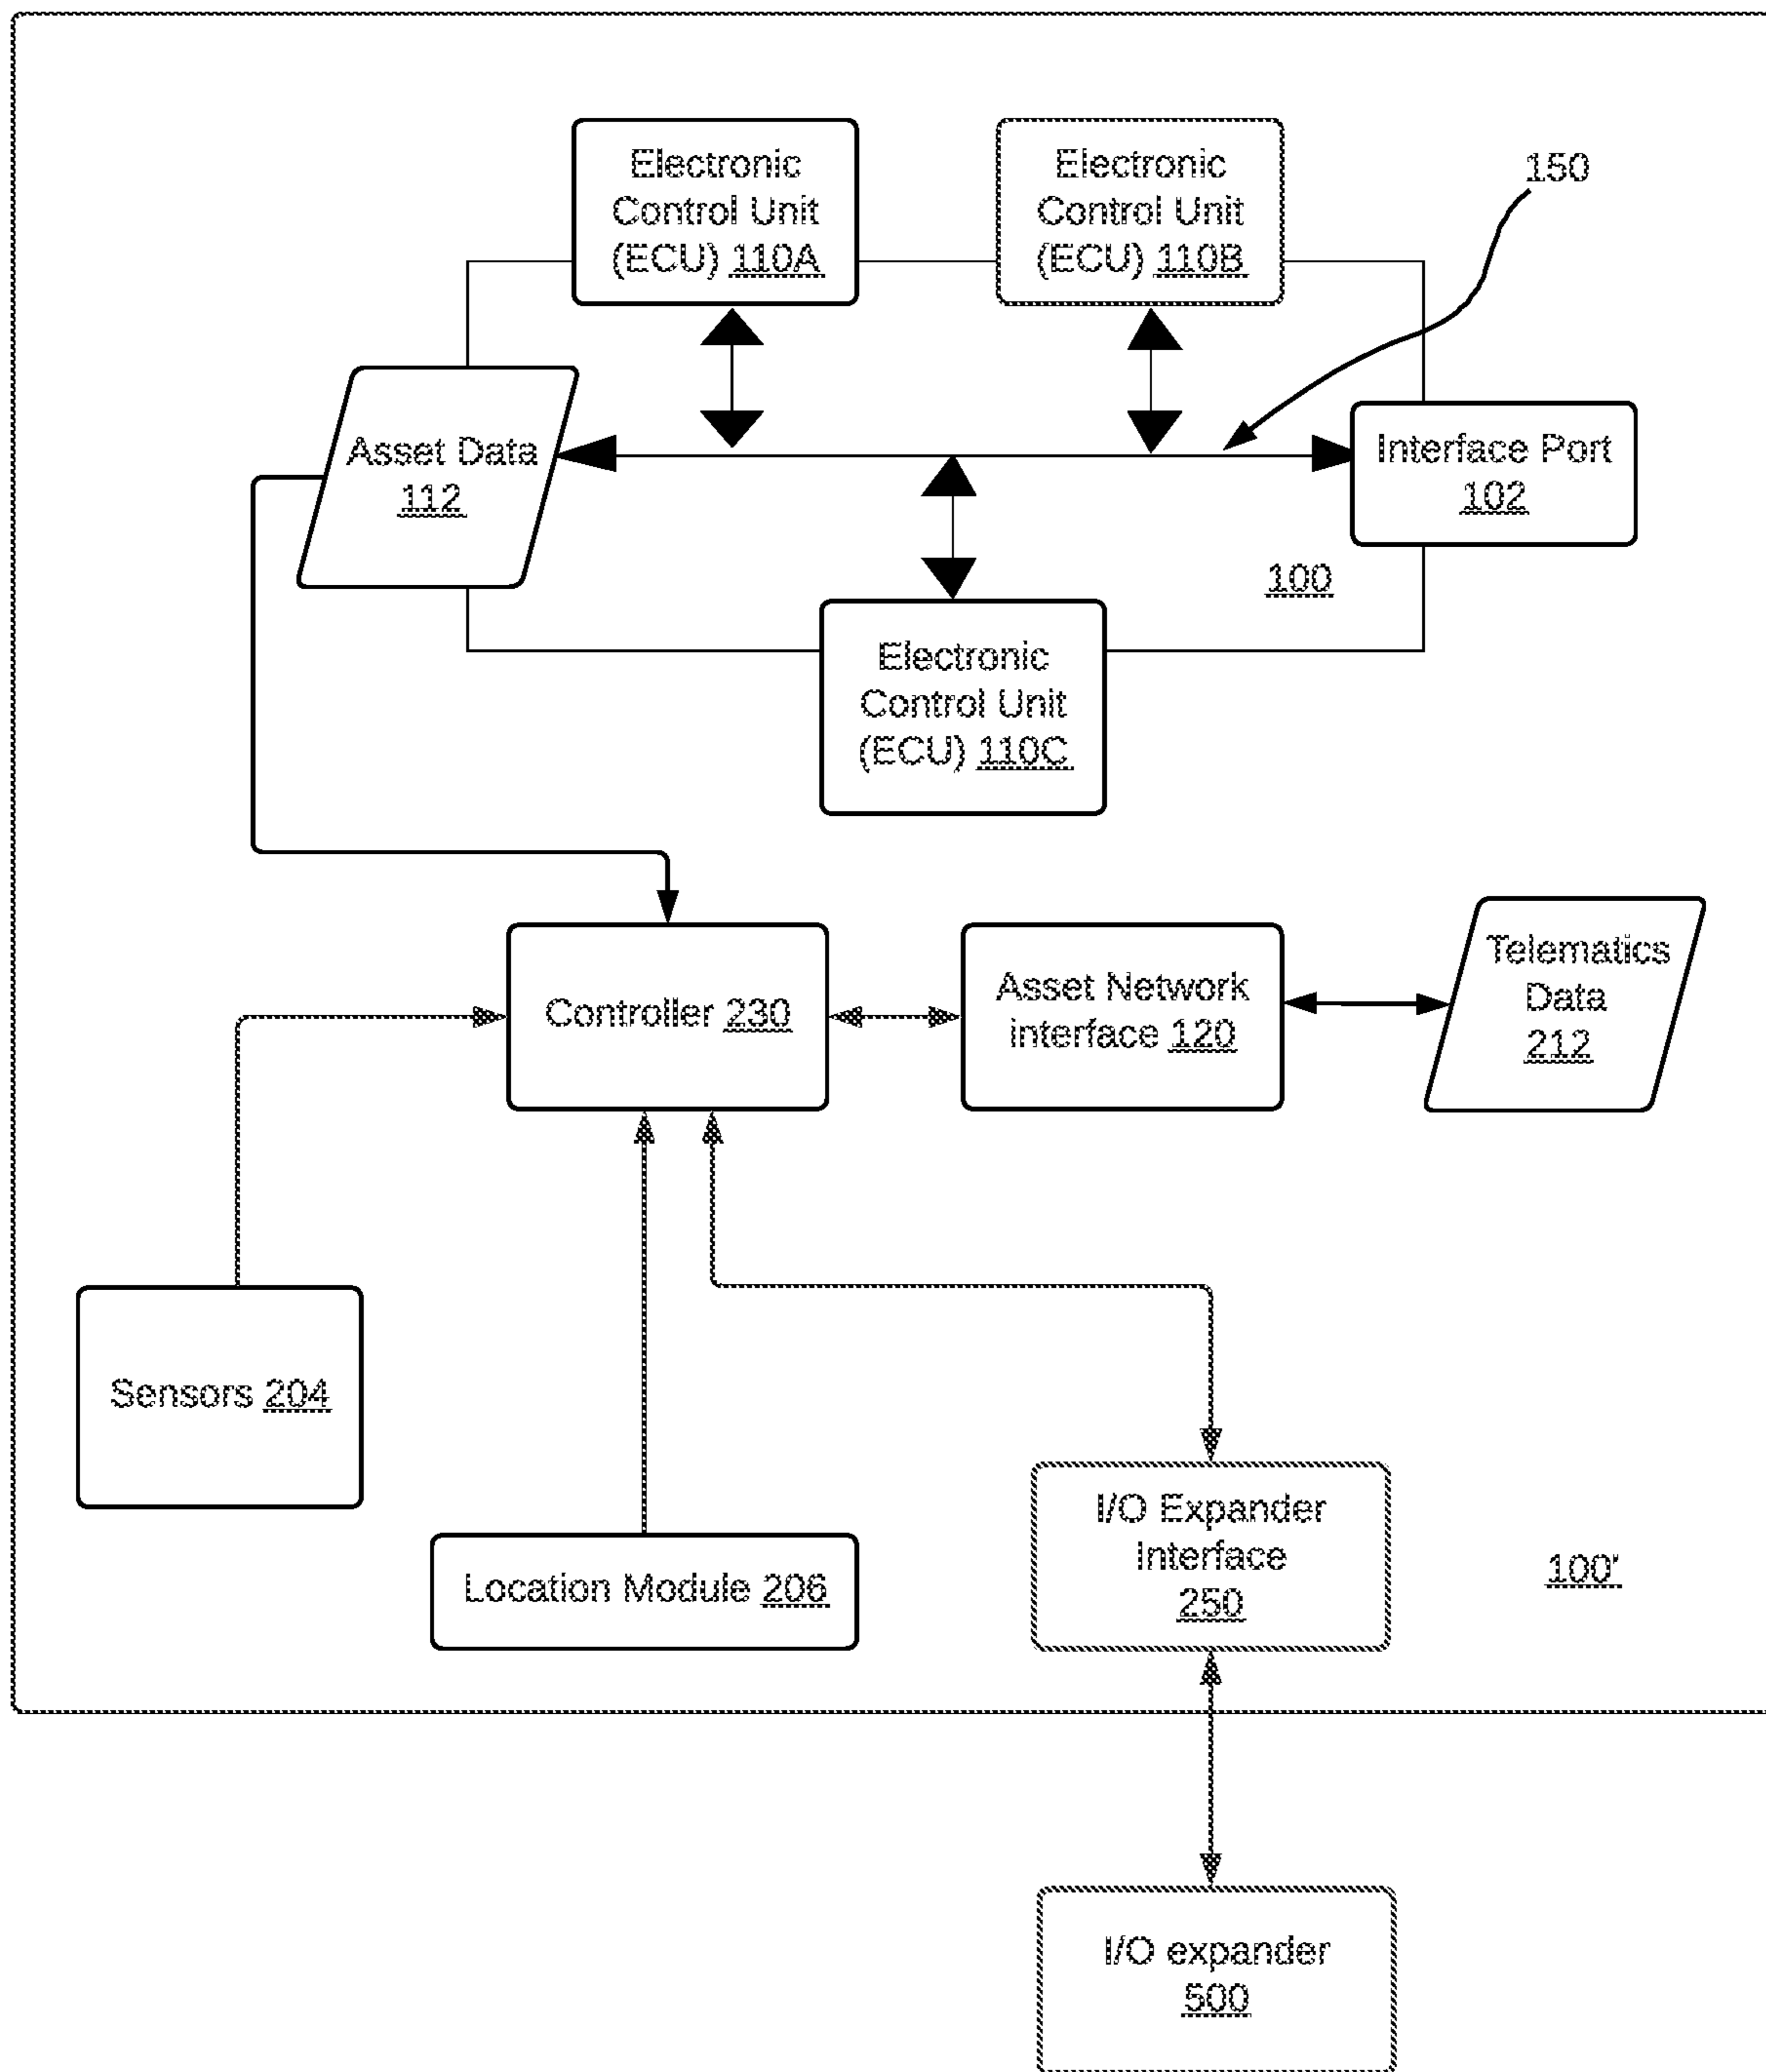 Electronic
Control Unit
(ECU) 110A
Electronic
Control Unit
(ECU) 110B
150
Asset Data
112
Interface Port
102
100
Electronic
Control Unit
(ECU) 110C
Controller 230
Asset Network
interface 120
Telematics
Data
212
Sensors 204
Location Module 206
I/O Expander
Interface
250
100'
I/O expander
500